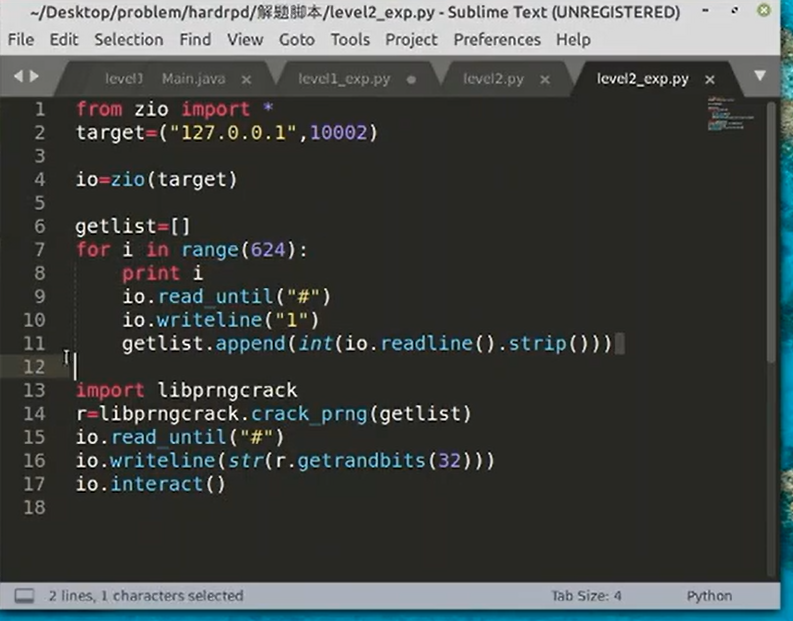 ~/Desktop/problem/hardrpd/解題脚本/level2_exp.py - Sublime Text (UNREGISTERED)
File Edit Selection Find View Goto Tools Project Preferences Help
level1 Main.java level1_exp.py level2.py level2_exp.py
1 from zio import *
2 target=("127.0.0.1",10002)
3
4 io=zio(target)
5
6 getlist=[]
7 for i in range(624):
8 print i
9 io.read_until("#")
10 io.writeline("1")
11 getlist.append(int(io.readline().strip()))
12
13 import libprngcrack
14 r=libprngcrack.crack_prng(getlist)
15 io.read_until("#")
16 io.writeline(str(r.getrandbits(32)))
17 io.interact()
18
2 lines, 1 characters selected Tab Size: 4 Python